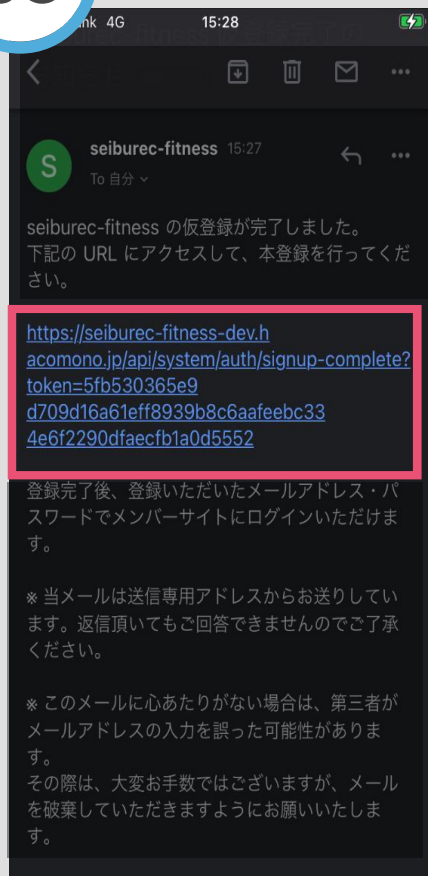 nk 4G 15:28
S seiburec-fitness 15:27
To 自分
seiburec-fitness の仮登録が完了しました。
下記の URL にアクセスして、本登録を行ってくだ
さい。
https://seiburec-fitness-dev.h
acomono.jp/api/system/auth/signup-complete?
token=5fb530365e9
d709d16a61eff8939b8c6aafeebc33
4e6f2290dfaecfb1a0d5552
登録完了後、登録いただいたメールアドレス・パ
スワードでメンバーサイトにログインいただけま
す。
※ 当メールは送信専用アドレスからお送りしてい
ます。返信頂いてもご回答できませんのでご了承
ください。
※ このメールに心あたりがない場合は、第三者が
メールアドレスの入力を誤った可能性がありま
す。
その際は、大変お手数ではございますが、メール
を破棄していただきますようにお願いいたしま
す。